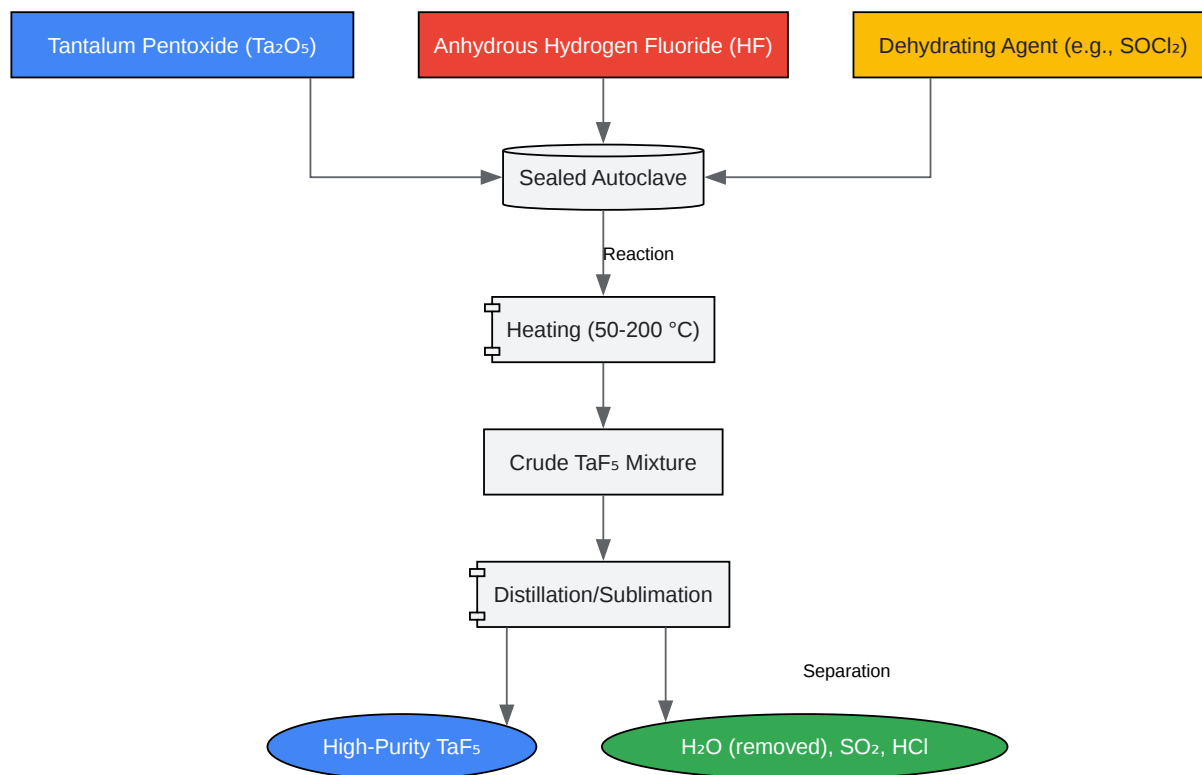 Tantalum Pentoxide (Ta₂O₅)
Anhydrous Hydrogen Fluoride (HF)
Dehydrating Agent (e.g., SOCl₂)
Sealed Autoclave
Reaction
Heating (50-200 °C)
Crude TaF₅ Mixture
Distillation/Sublimation
Separation
High-Purity TaF₅
H₂O (removed), SO₂, HCl